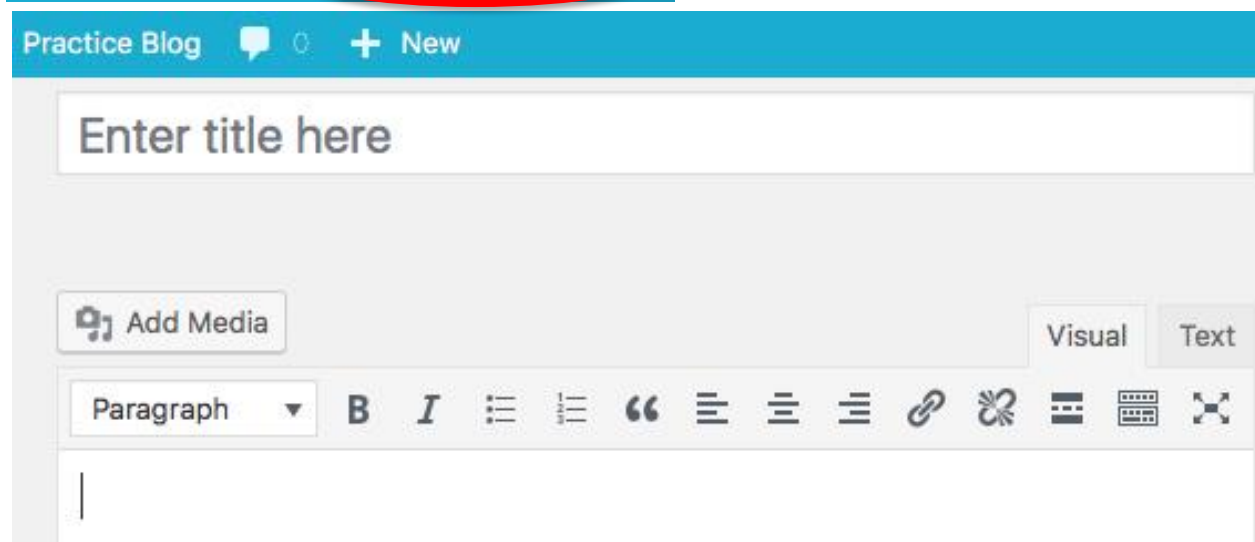 Practice Blog 0 + New
Enter title here
Add Media
Visual Text
Paragraph B I